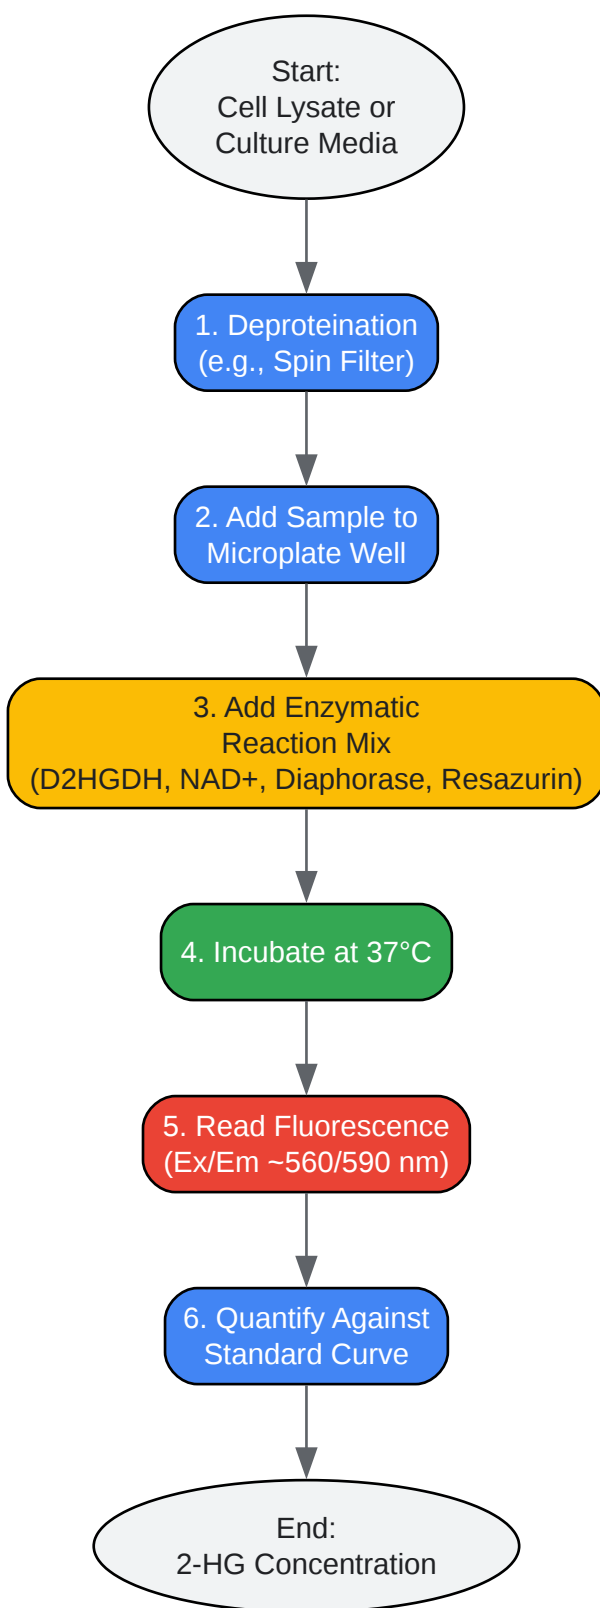 Start:
Cell Lysate or
Culture Media
1. Deproteination
(e.g., Spin Filter)
2. Add Sample to
Microplate Well
3. Add Enzymatic
Reaction Mix
(D2HGDH, NAD+, Diaphorase, Resazurin)
4. Incubate at 37°C
5. Read Fluorescence
(Ex/Em ~560/590 nm)
6. Quantify Against
Standard Curve
End:
2-HG Concentration